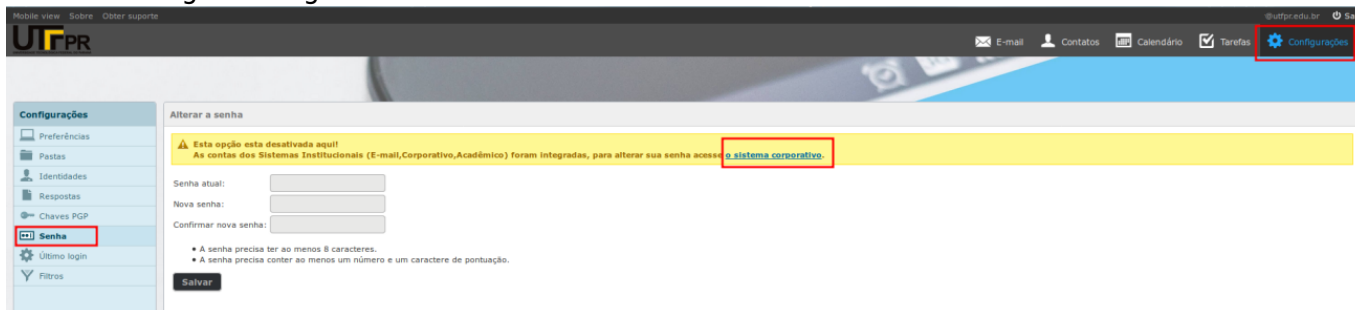 Mobile view Sobre Obter suporte
@utfpr.edu.br
UTFPR
E-mail Contatos Calendário Tarefas Configurações
Configurações
Preferências
Pastas
Identidades
Respostas
Chaves PGP
Senha
Último login
Filtros
Alterar a senha
Esta opção esta desativada aqui!
As contas dos Sistemas Institucionais (E-mail,Corporativo,Acadêmico) foram integradas, para alterar sua senha acesse o sistema corporativo.
Senha atual:
Nova senha:
Confirmar nova senha:
• A senha precisa ter ao menos 8 caracteres.
• A senha precisa conter ao menos um número e um caractere de pontuação.
Salvar